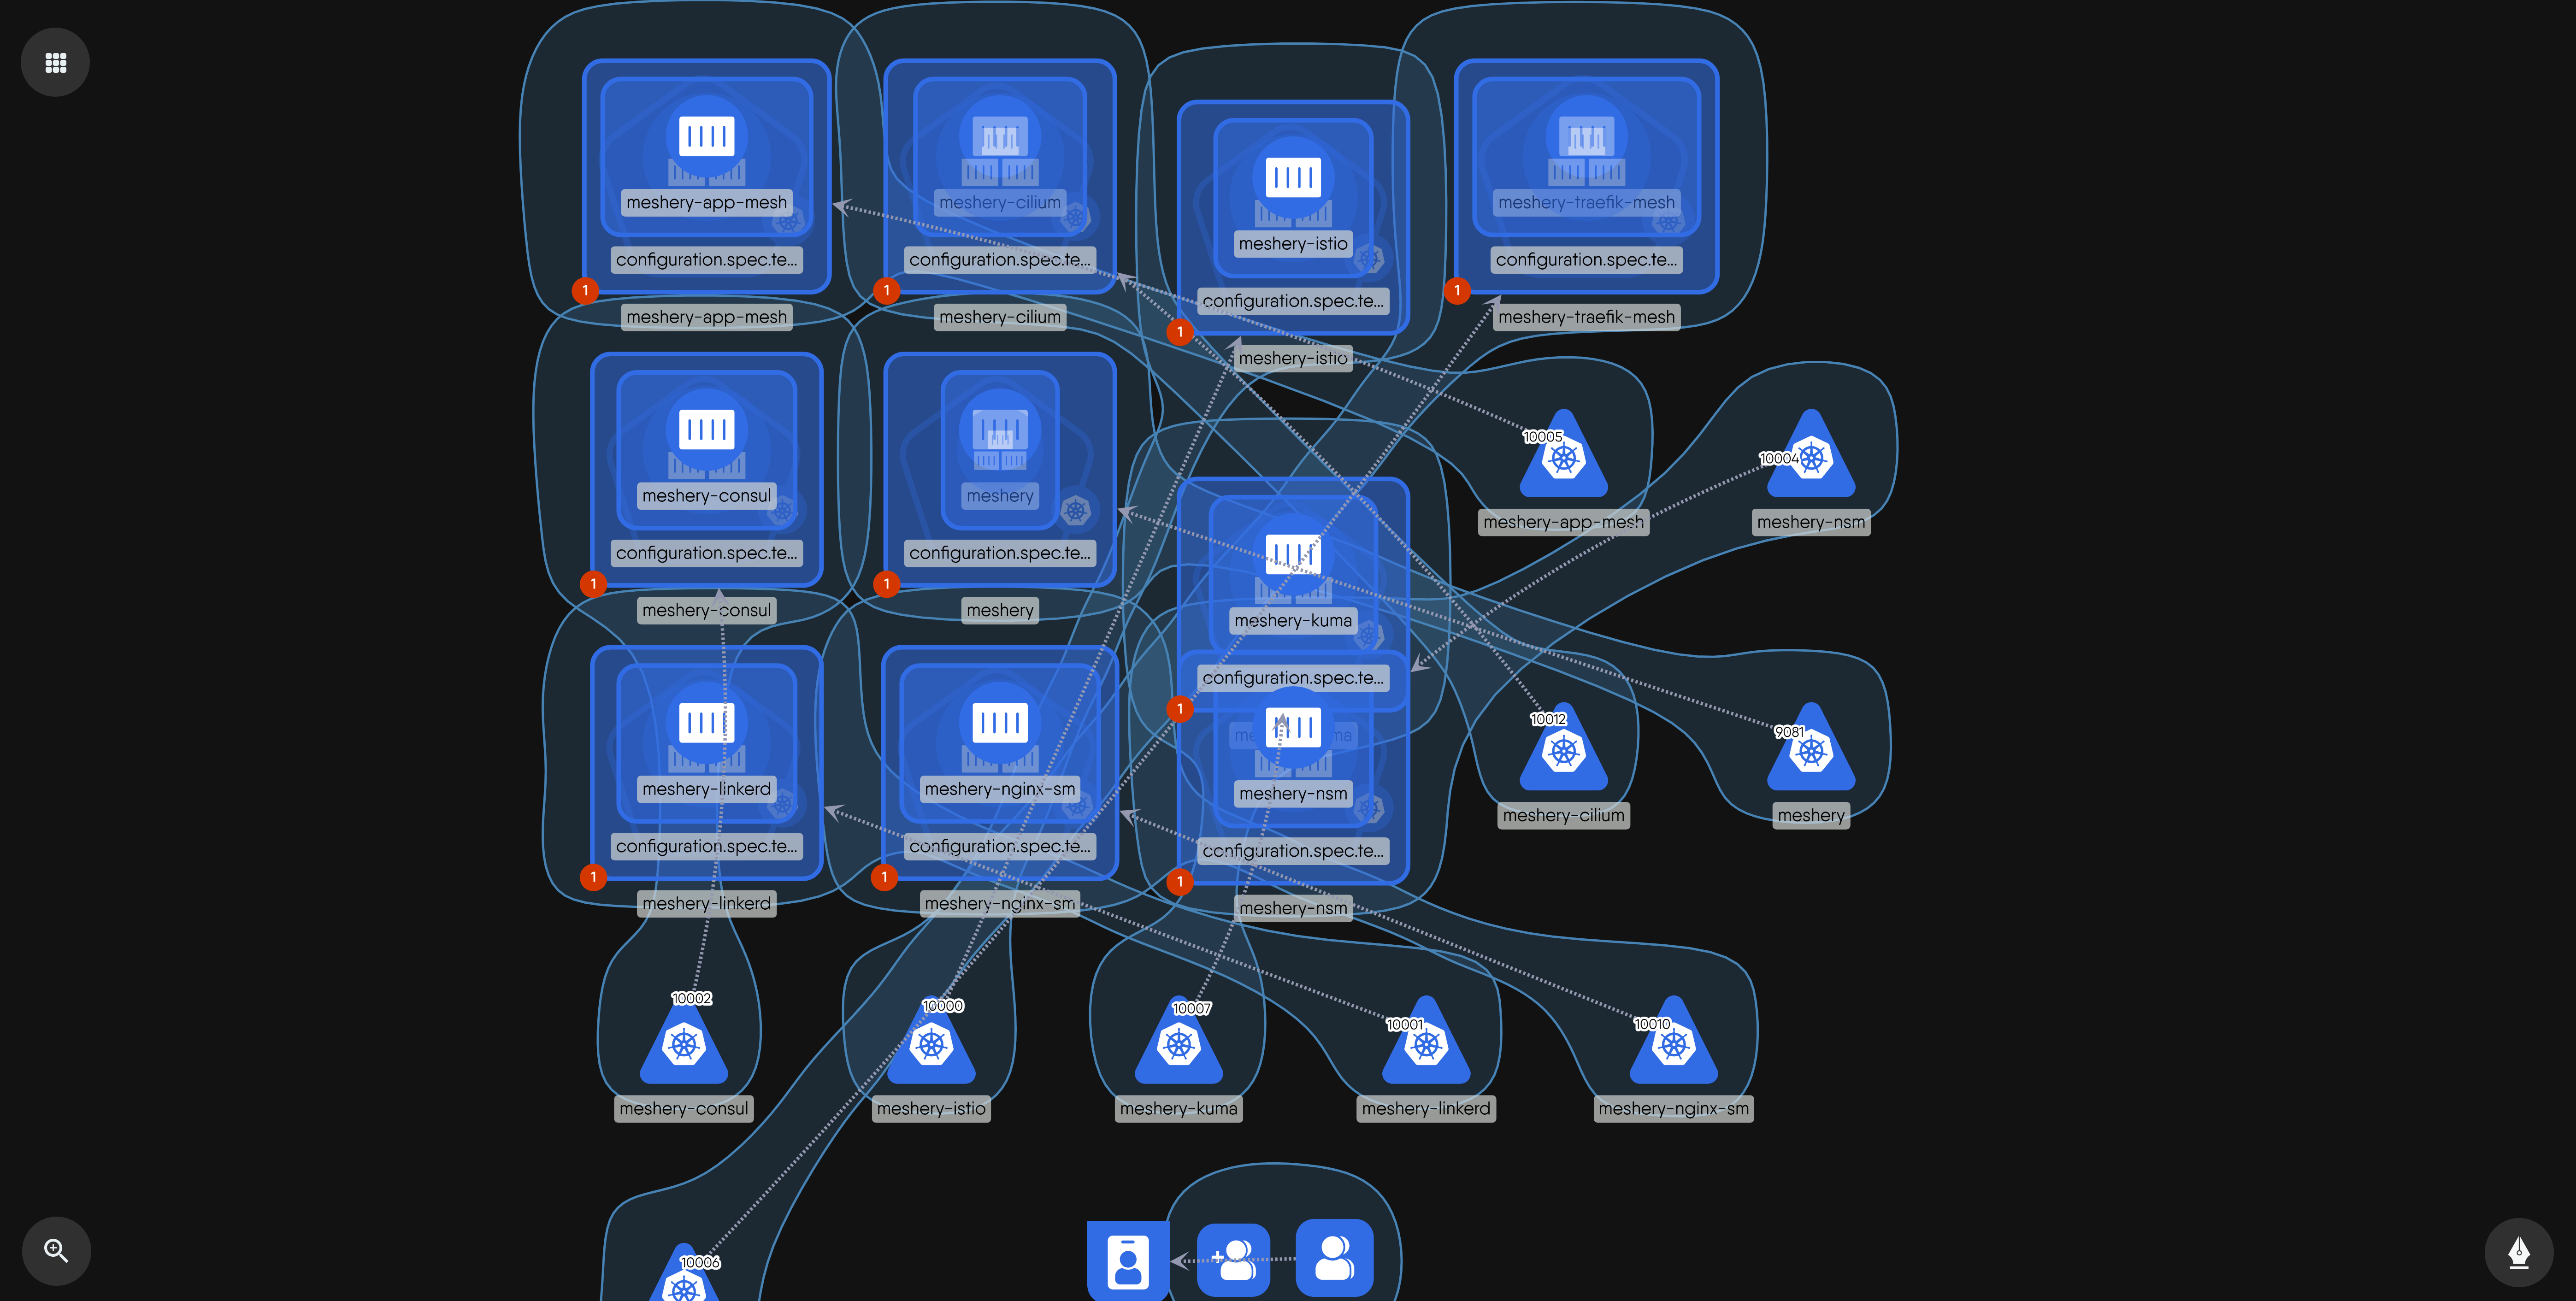 meshery-app-mesh
meshery-cilium
meshery-traefik-mesh
meshery-istio
configuration.spec.te...
configuration.spec.te...
configuration.spec.te...
configuration.spec.te...
1
1
1
1
meshery-app-mesh
meshery-cilium
meshery-traefik-mesh
meshery-istio
10005
10004
meshery-consul
meshery
meshery-app-mesh
meshery-nsm
configuration.spec.te...
configuration.spec.te...
1
1
meshery-consul
meshery
meshery-kuma
configuration.spec.te...
1
10012
9081
meshery-linkerd
meshery-nginx-sm
meshery-nsm
meshery-cilium
meshery
configuration.spec.te...
configuration.spec.te...
configuration.spec.te...
1
1
1
meshery-linkerd
meshery-nginx-sm
meshery-nsm
10002
10000
10007
10001
10010
meshery-consul
meshery-istio
meshery-kuma
meshery-linkerd
meshery-nginx-sm
10006